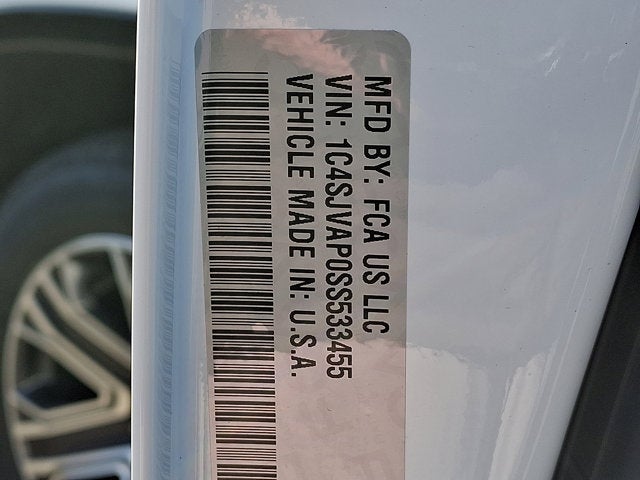 MFD BY: FCA US LLC
VIN: 1C4SJVAP0SS533455
VEHICLE MADE IN: U.S.A.